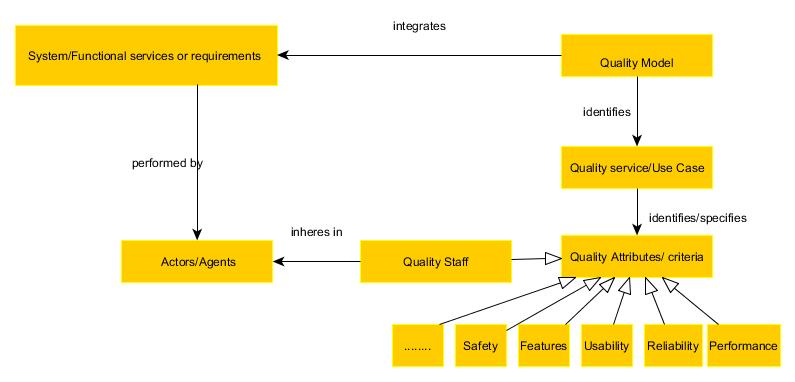 integrates
System/Functional services or requirements
Quality Model
identifies
performed by
Quality service/Use Case
identifies/specifies
inheres in
Actors/Agents
Quality Staff
Quality Attributes/ criteria
........
Safety
Features
Usability
Reliability
Performance